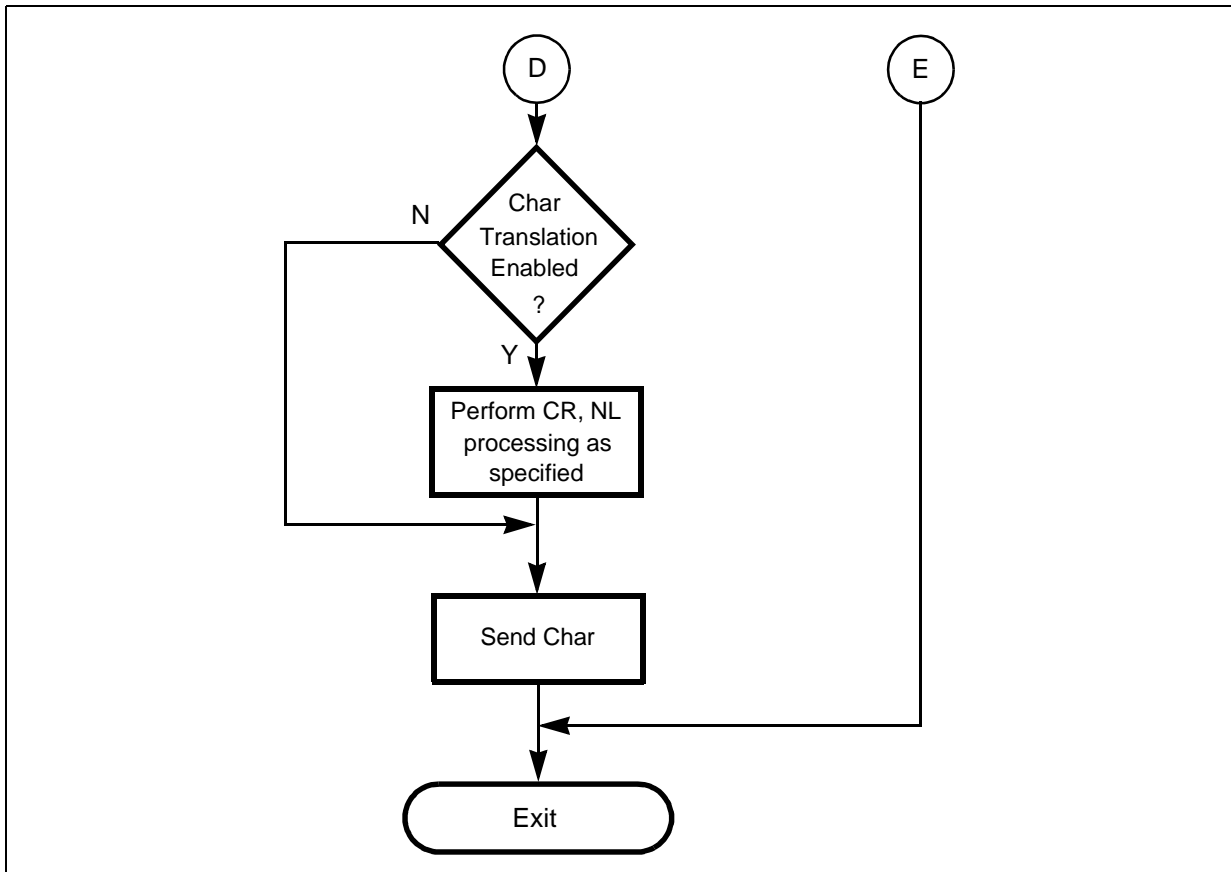 D
E
N
Char
Translation
Enabled
?
Y
Perform CR, NL
processing as
specified
Send Char
Exit